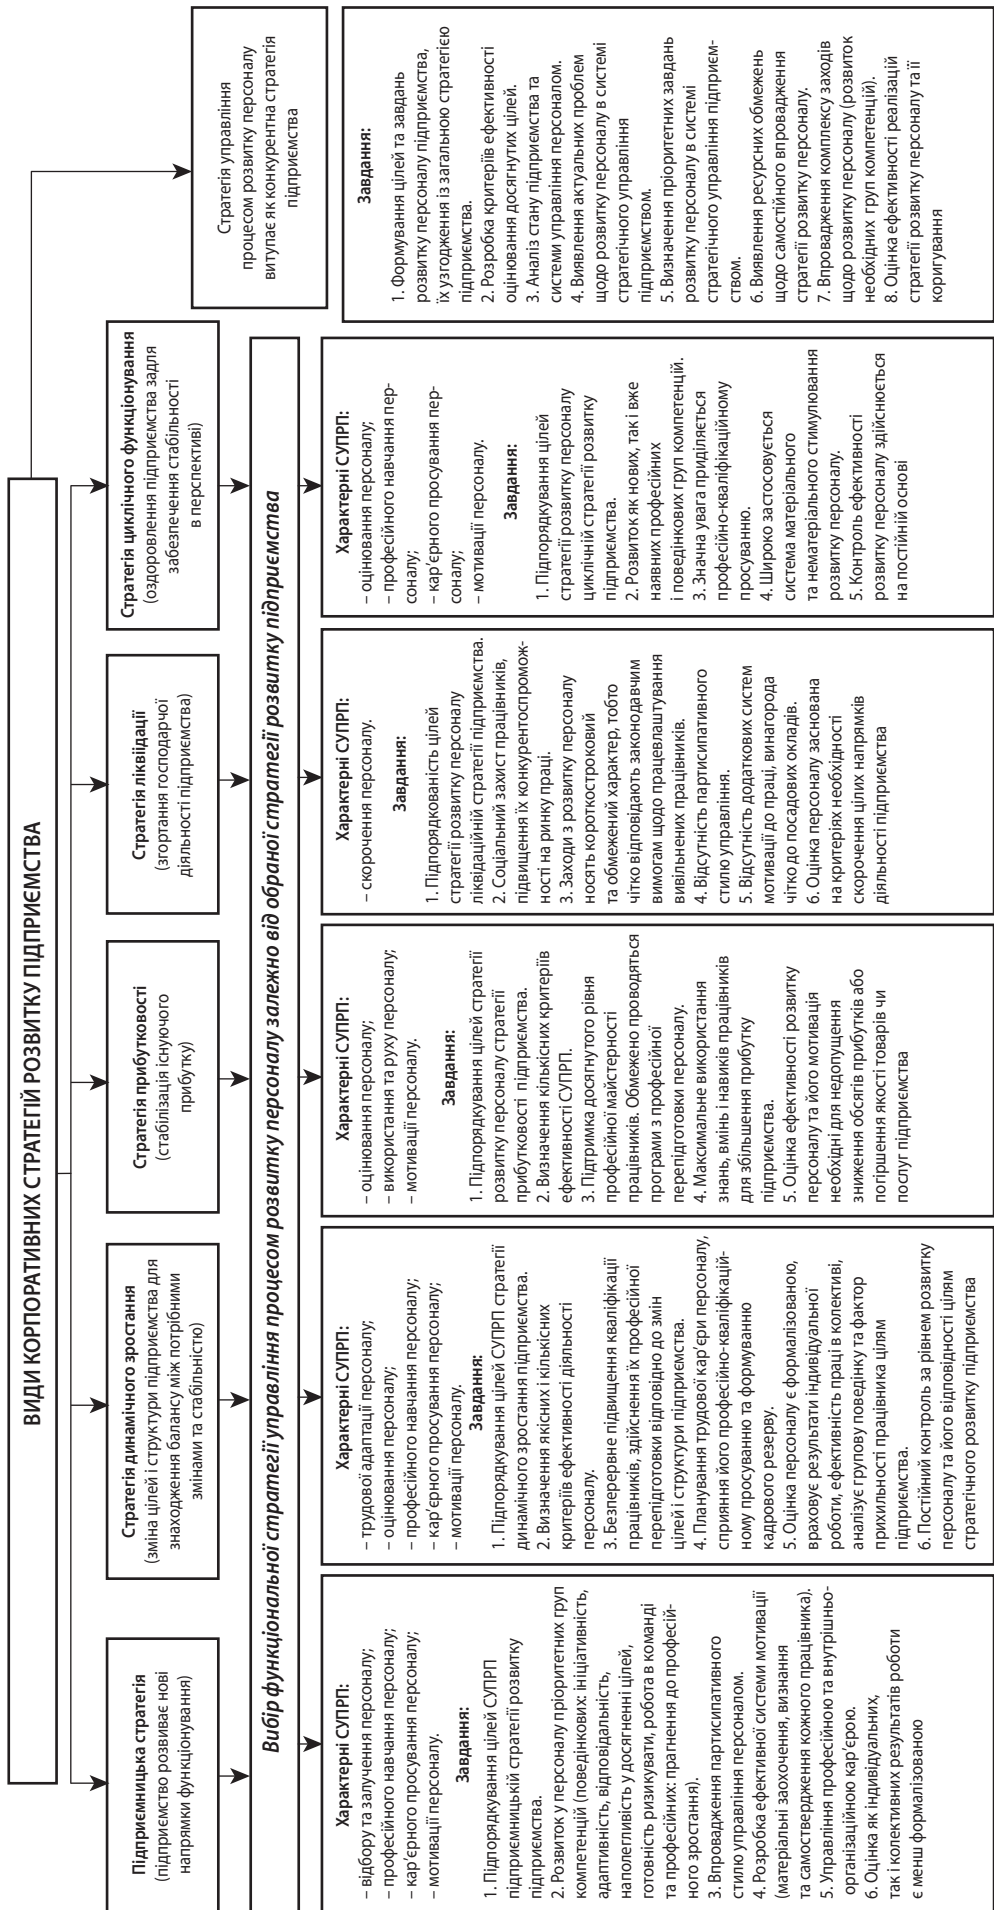 ВИДИ КОРПОРАТИВНИХ СТРАТЕГІЙ РОЗВИТКУ ПІДПРИЄМСТВА
Підприємницька стратегія
(підприємство розвиває нові
напрямки функціонування)
Стратегія динамічного зростання
(зміна цілей і структури підприємства для
знаходження балансу між потрібними
змінами та стабільністю)
Стратегія прибутковості
(стабілізація існуючого
прибутку)
Стратегія ліквідації
(згортання господарчої
діяльності підприємства)
Стратегія циклічного функціонування
(оздоровлення підприємства задля
забезпечення стабільності
в перспективі)
Стратегія управління
процесом розвитку персоналу
витупає як конкурентна стратегія
підприємства
Вибір функціональної стратегії управління процесом розвитку персоналу залежно від обраної стратегії розвитку підприємства
Характерні СУПРП:
– відбору та залучення персоналу;
– професійного навчання персоналу;
– кар'єрного просування персоналу;
– мотивації персоналу.
Завдання:
1. Підпорядкування цілей СУПРП
підприємницькій стратегії розвитку
підприємства.
2. Розвиток у персоналу пріоритетних груп
компетенцій (поведінкових: ініціативність,
адаптивність, відповідальність,
наполегливість у досягненні цілей,
готовність ризикувати, робота в команді
та професійних: прагнення до професій-
ного зростання).
3. Впровадження партисипативного
стилю управління персоналом.
4. Розробка ефективної системи мотивації
(матеріальні заохочення, визнання
та самоствердження кожного працівника).
5. Управління професійною та внутрішньо-
організаційною кар'єрою.
6. Оцінка як індивідуальних,
так і колективних результатів роботи
є менш формалізованою
Характерні СУПРП:
– трудової адаптації персоналу;
– оцінювання персоналу;
– професійного навчання персоналу;
– кар'єрного просування персоналу;
– мотивації персоналу.
Завдання:
1. Підпорядкування цілей СУПРП стратегії
динамічного зростання підприємства.
2. Визначення якісних і кількісних
критеріїв ефективності діяльності
персоналу.
3. Безперервне підвищення кваліфікації
працівників, здійснення їх професійної
перепідготовки відповідно до змін
цілей і структури підприємства.
4. Планування трудової кар'єри персоналу,
сприяння його професійно-кваліфікацій-
ному просуванню та формуванню
кадрового резерву.
5. Оцінка персоналу є формалізованою,
враховує результати індивідуальної
роботи, ефективність праці в колективі,
аналізує групову поведінку та фактор
прихильності працівника цілям
підприємства.
6. Постійний контроль за рівнем розвитку
персоналу та його відповідності цілям
стратегічного розвитку підприємства
Характерні СУПРП:
– оцінювання персоналу;
– використання та руху персоналу;
– мотивації персоналу.
Завдання:
1. Підпорядкування цілей стратегії
розвитку персоналу стратегії
прибутковості підприємства.
2. Визначення кількісних критеріїв
ефективності СУПРП.
3. Підтримка досягнутого рівня
професійної майстерності
працівників. Обмежено проводяться
програми з професійної
перепідготовки персоналу.
4. Максимальне використання
знань, вмінь і навиків працівників
для збільшення прибутку
підприємства.
5. Оцінка ефективності розвитку
персоналу та його мотивація
необхідні для недопущення
зниження обсягів прибутків або
погіршення якості товарів чи
послуг підприємства
Характерні СУПРП:
– скорочення персоналу.
Завдання:
1. Підпорядкованість цілей
стратегії розвитку персоналу
ліквідаційній стратегії підприємства.
2. Соціальний захист працівників,
підвищення їх конкурентоспромож-
ності на ринку праці.
3. Заходи з розвитку персоналу
носять короткостроковий
та обмежений характер, тобто
чітко відповідають законодавчим
вимогам щодо працевлаштування
вивільнених працівників.
4. Відсутність партисипативного
стилю управління.
5. Відсутність додаткових систем
мотивації до праці, винагорода
чітко до посадових окладів.
6. Оцінка персоналу заснована
на критеріях необхідності
скорочення цілих напрямків
діяльності підприємства
Характерні СУПРП:
– оцінювання персоналу;
– професійного навчання пер-
соналу;
– кар'єрного просування пер-
соналу;
– мотивації персоналу.
Завдання:
1. Підпорядкування цілей
стратегії розвитку персоналу
циклічній стратегії розвитку
підприємства.
2. Розвиток як нових, так і вже
наявних професійних
і поведінкових груп компетенцій.
3. Значна увага приділяється
професійно-кваліфікаційному
просуванню.
4. Широко застосовується
система матеріального
та нематеріального стимулювання
розвитку персоналу.
5. Контроль ефективності
розвитку персоналу здійснюється
на постійній основі
Завдання:
1. Формування цілей та завдань
розвитку персоналу підприємства,
їх узгодження із загальною стратегією
підприємства.
2. Розробка критеріїв ефективності
оцінювання досягнутих цілей.
3. Аналіз стану підприємства та
системи управління персоналом.
4. Виявлення актуальних проблем
щодо розвитку персоналу в системі
стратегічного управління
підприємством.
5. Визначення пріоритетних завдань
розвитку персоналу в системі
стратегічного управління підприєм-
ством.
6. Виявлення ресурсних обмежень
щодо самостійного впровадження
стратегії розвитку персоналу.
7. Впровадження комплексу заходів
щодо розвитку персоналу (розвиток
необхідних груп компетенцій).
8. Оцінка ефективності реалізацій
стратегії розвитку персоналу та її
коригування